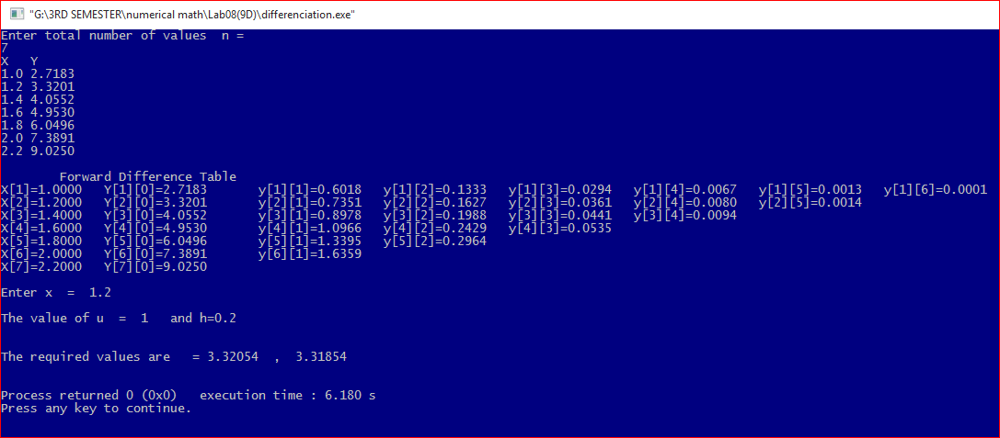 "G:\3RD SEMESTER\numerical math\Lab08(9D)\differenciation.exe"
Enter total number of values  n =
7
X   Y
1.0 2.7183
1.2 3.3201
1.4 4.0552
1.6 4.9530
1.8 6.0496
2.0 7.3891
2.2 9.0250
Forward Difference Table
X[1]=1.0000   Y[1][0]=2.7183       y[1][1]=0.6018   y[1][2]=0.1333   y[1][3]=0.0294   y[1][4]=0.0067   y[1][5]=0.0013   y[1][6]=0.0001
X[2]=1.2000   Y[2][0]=3.3201       y[2][1]=0.7351   y[2][2]=0.1627   y[2][3]=0.0361   y[2][4]=0.0080   y[2][5]=0.0014
X[3]=1.4000   Y[3][0]=4.0552       y[3][1]=0.8978   y[3][2]=0.1988   y[3][3]=0.0441   y[3][4]=0.0094
X[4]=1.6000   Y[4][0]=4.9530       y[4][1]=1.0966   y[4][2]=0.2429   y[4][3]=0.0535
X[5]=1.8000   Y[5][0]=6.0496       y[5][1]=1.3395   y[5][2]=0.2964
X[6]=2.0000   Y[6][0]=7.3891       y[6][1]=1.6359
X[7]=2.2000   Y[7][0]=9.0250
Enter x  =  1.2
The value of u  =  1   and h=0.2
The required values are   = 3.32054  ,  3.31854
Process returned 0 (0x0)   execution time : 6.180 s
Press any key to continue.